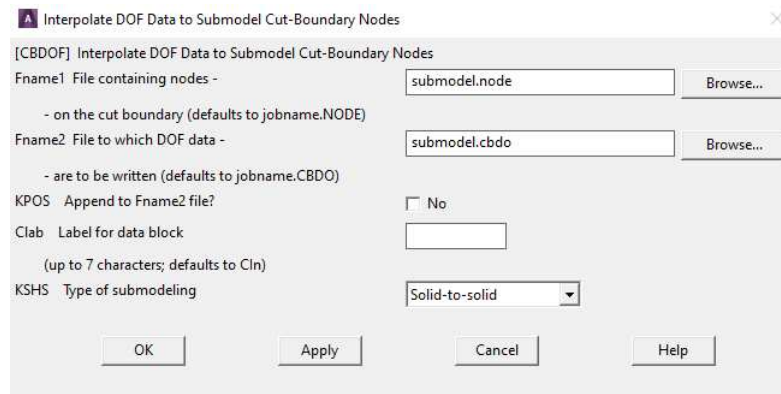 Interpolate DOF Data to Submodel Cut-Boundary Nodes
[CBDOF] Interpolate DOF Data to Submodel Cut-Boundary Nodes
Fname1 File containing nodes -
submodel.node
Browse...
- on the cut boundary (defaults to jobname.NODE)
Fname2 File to which DOF data -
submodel.cbdo
Browse...
- are to be written (defaults to jobname.CBDO)
KPOS Append to Fname2 file?
No
Clab Label for data block
(up to 7 characters; defaults to CIn)
KSHS Type of submodeling
Solid-to-solid
OK
Apply
Cancel
Help